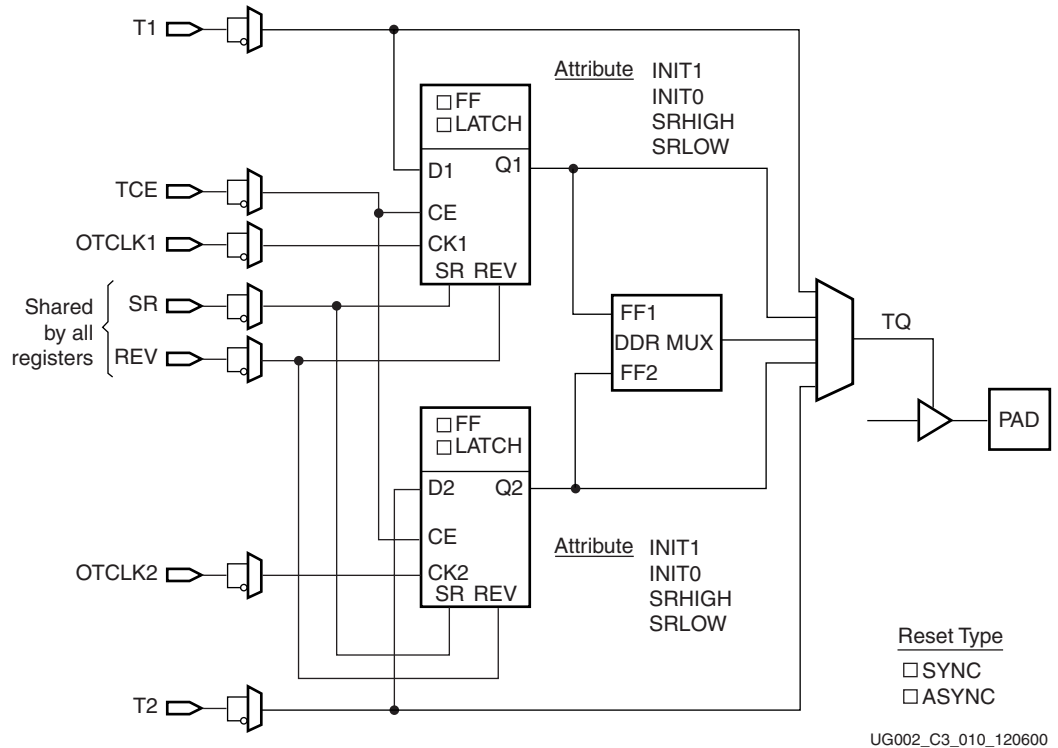 T1
Attribute INIT1
INIT0
SRHIGH
SRLOW
FF
LATCH
D1 Q1
TCE
CE
OTCLK1
CK1
SR REV
Shared
by all
registers
SR
REV
FF1
DDR MUX
FF2
TQ
PAD
FF
LATCH
D2 Q2
CE
Attribute INIT1
INIT0
SRHIGH
SRLOW
OTCLK2
CK2
SR REV
Reset Type
SYNC
ASYNC
T2
UG002_C3_010_120600